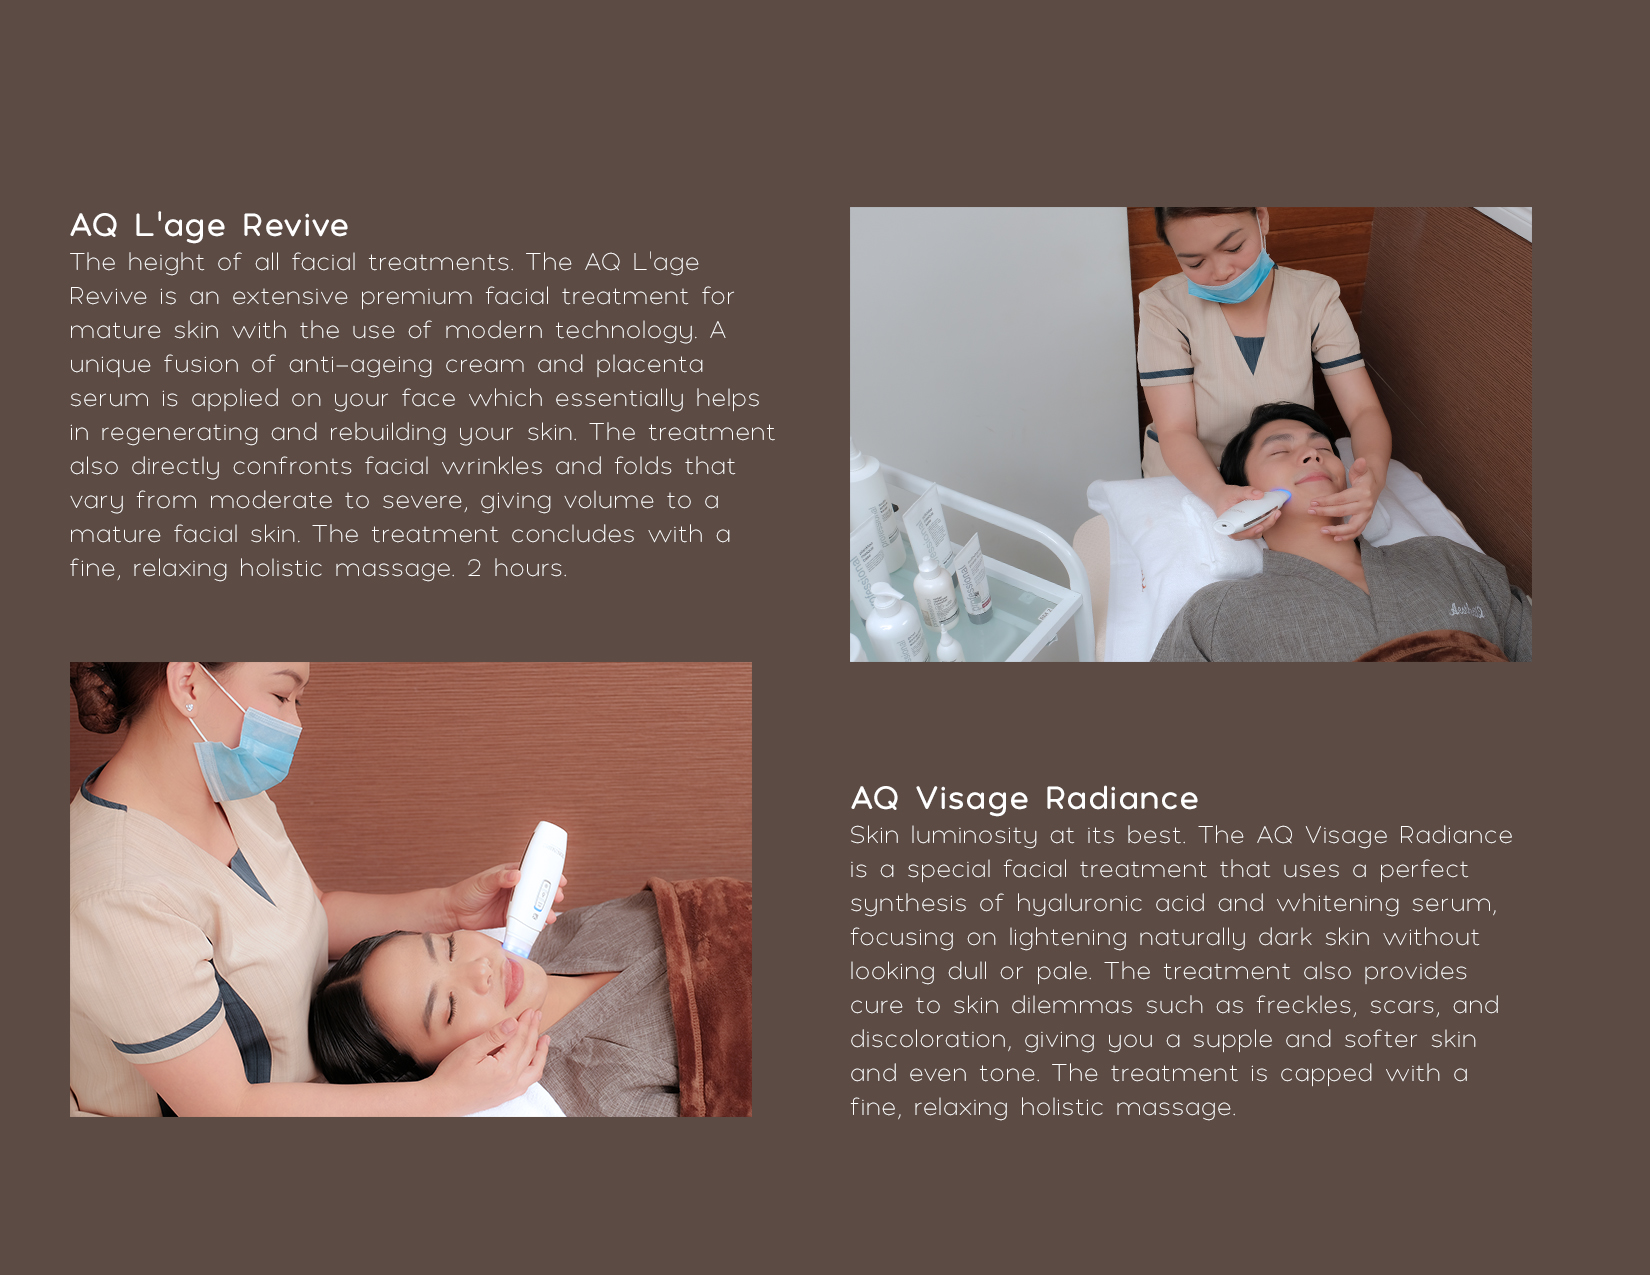 AQ L'age Revive
The height of all facial treatments. The AQ L'age
Revive is an extensive premium facial treatment for
mature skin with the use of modern technology. A
unique fusion of anti-ageing cream and placenta
serum is applied on your face which essentially helps
in regenerating and rebuilding your skin. The treatment
also directly confronts facial wrinkles and folds that
vary from moderate to severe, giving volume to a
mature facial skin. The treatment concludes with a
fine, relaxing holistic massage. 2 hours.
AQ Visage Radiance
Skin luminosity at its best. The AQ Visage Radiance
is a special facial treatment that uses a perfect
synthesis of hyaluronic acid and whitening serum,
focusing on lightening naturally dark skin without
looking dull or pale. The treatment also provides
cure to skin dilemmas such as freckles, scars, and
discoloration, giving you a supple and softer skin
and even tone. The treatment is capped with a
fine, relaxing holistic massage.